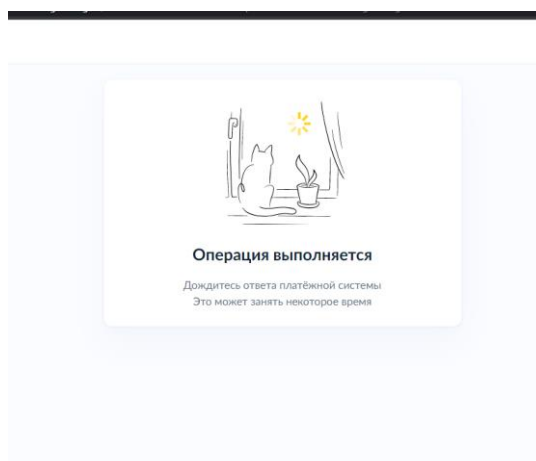 Операция выполняется
Дождитесь ответа платёжной системы
Это может занять некоторое время